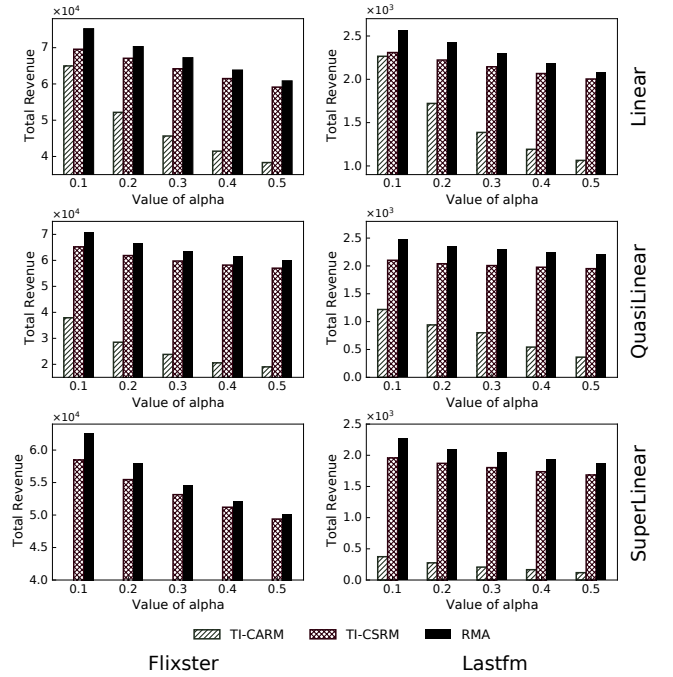 ×10⁴
7
6
5
4
Total Revenue
0.1 0.2 0.3 0.4 0.5
Value of alpha
×10³
2.5
2.0
1.5
1.0
Total Revenue
0.1 0.2 0.3 0.4 0.5
Value of alpha
Linear
×10⁴
7
6
5
4
3
2
Total Revenue
0.1 0.2 0.3 0.4 0.5
Value of alpha
×10³
2.5
2.0
1.5
1.0
0.5
0.0
Total Revenue
0.1 0.2 0.3 0.4 0.5
Value of alpha
QuasiLinear
×10⁴
6.0
5.5
5.0
4.5
4.0
Total Revenue
0.1 0.2 0.3 0.4 0.5
Value of alpha
×10³
2.5
2.0
1.5
1.0
0.5
0.0
Total Revenue
0.1 0.2 0.3 0.4 0.5
Value of alpha
SuperLinear
TI-CARM TI-CSRM RMA
Flixster Lastfm